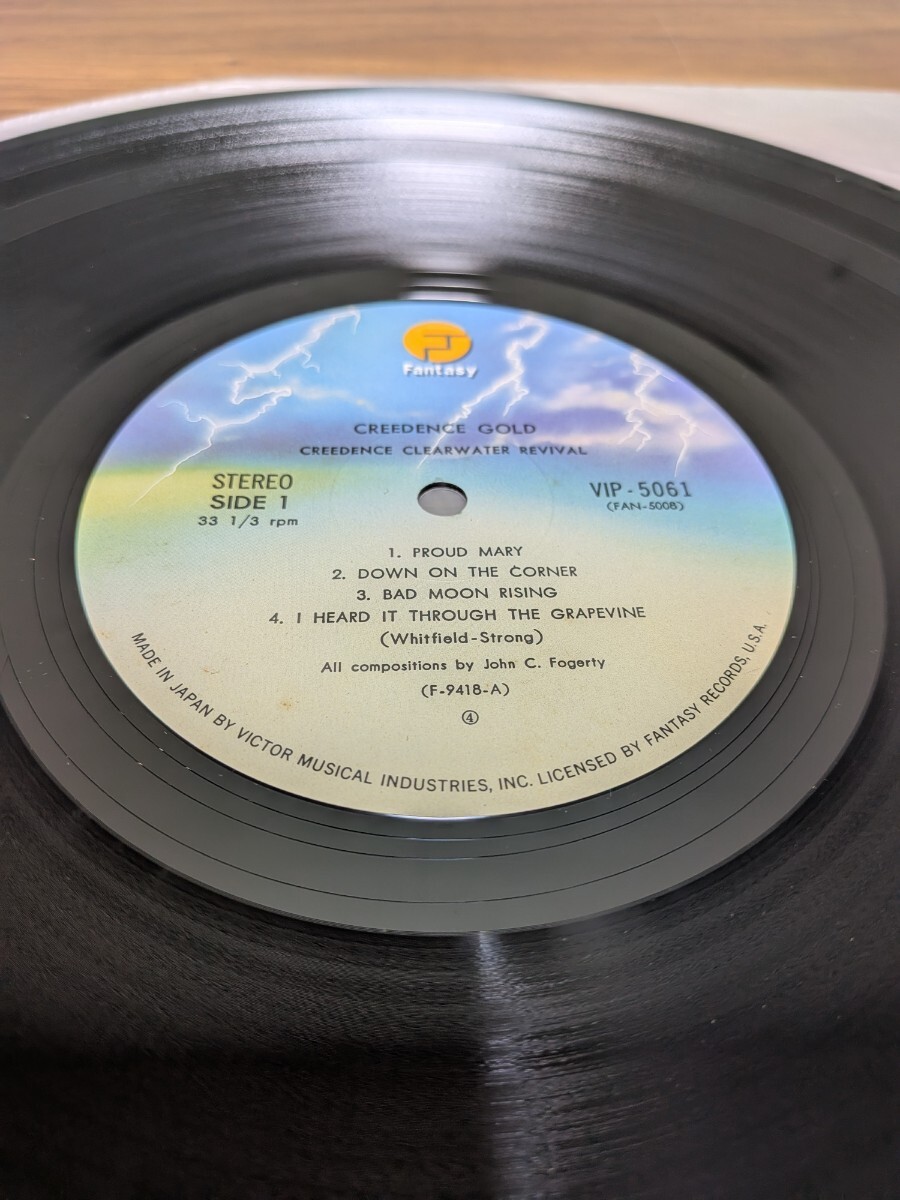 Fantasy
CREEDENCE GOLD
CREEDENCE CLEARWATER REVIVAL
STEREO
SIDE 1
33 1/3 rpm
VIP-5061
(FAN-5008)
1. PROUD MARY
2. DOWN ON THE CORNER
3. BAD MOON RISING
4. I HEARD IT THROUGH THE GRAPEVINE
(Whitfield-Strong)
All compositions by John C. Fogerty
(F-9418-A)
④
MADE IN JAPAN BY VICTOR MUSICAL INDUSTRIES, INC. LICENSED BY FANTASY RECORDS, U.S.A.